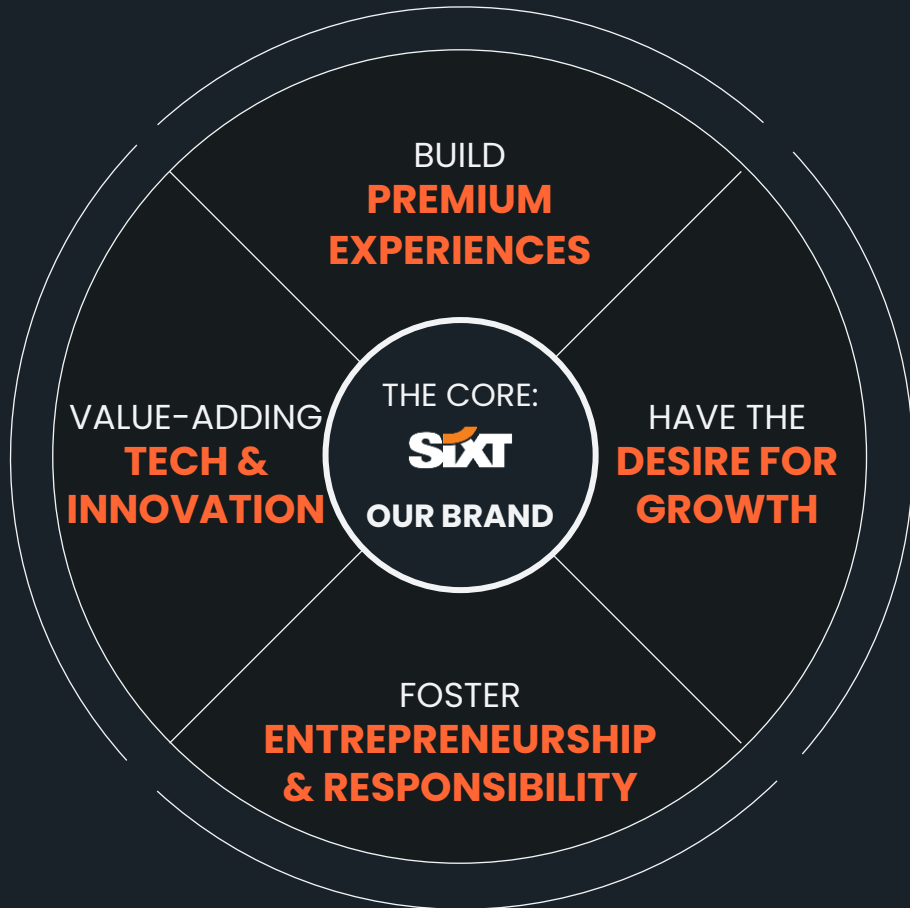 BUILD
PREMIUM
EXPERIENCES
VALUE-ADDING
TECH &
INNOVATION
THE CORE:
SIXT
OUR BRAND
HAVE THE
DESIRE FOR
GROWTH
FOSTER
ENTREPRENEURSHIP
& RESPONSIBILITY